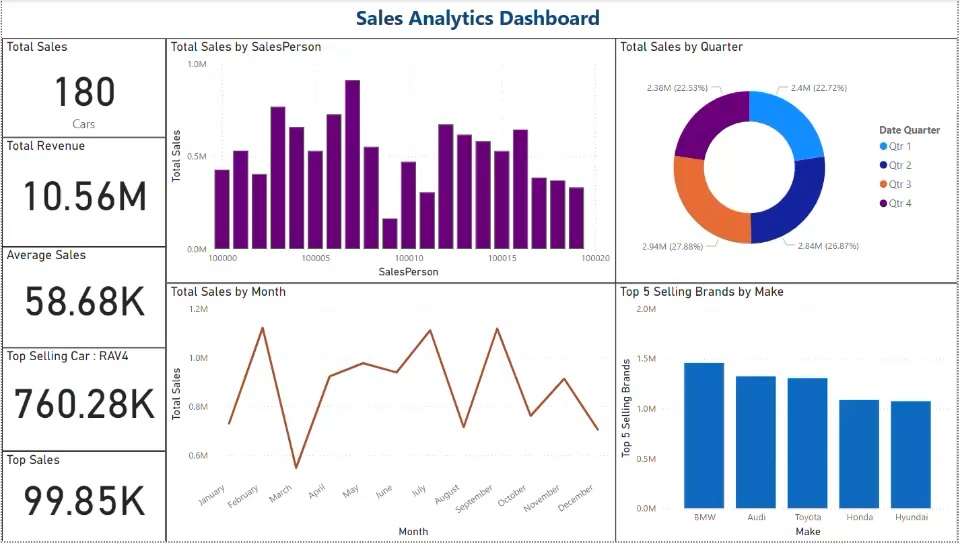 Sales Analytics Dashboard
Total Sales
180
Cars
Total Revenue
10.56M
Average Sales
58.68K
Top Selling Car : RAV4
760.28K
Top Sales
99.85K
Total Sales by SalesPerson
Total Sales
1.0M
0.5M
0.0M
100000 100005 100010 100015 100020
SalesPerson
Total Sales by Quarter
2.38M (22.53%) 2.4M (22.72%)
2.94M (27.88%) 2.84M (26.87%)
Date Quarter
Qtr 1
Qtr 2
Qtr 3
Qtr 4
Total Sales by Month
Total Sales
1.2M
1.0M
0.8M
0.6M
January February March April May June July August September October November December
Month
Top 5 Selling Brands by Make
Top 5 Selling Brands
2.0M
1.5M
1.0M
0.5M
0.0M
BMW Audi Toyota Honda Hyundai
Make